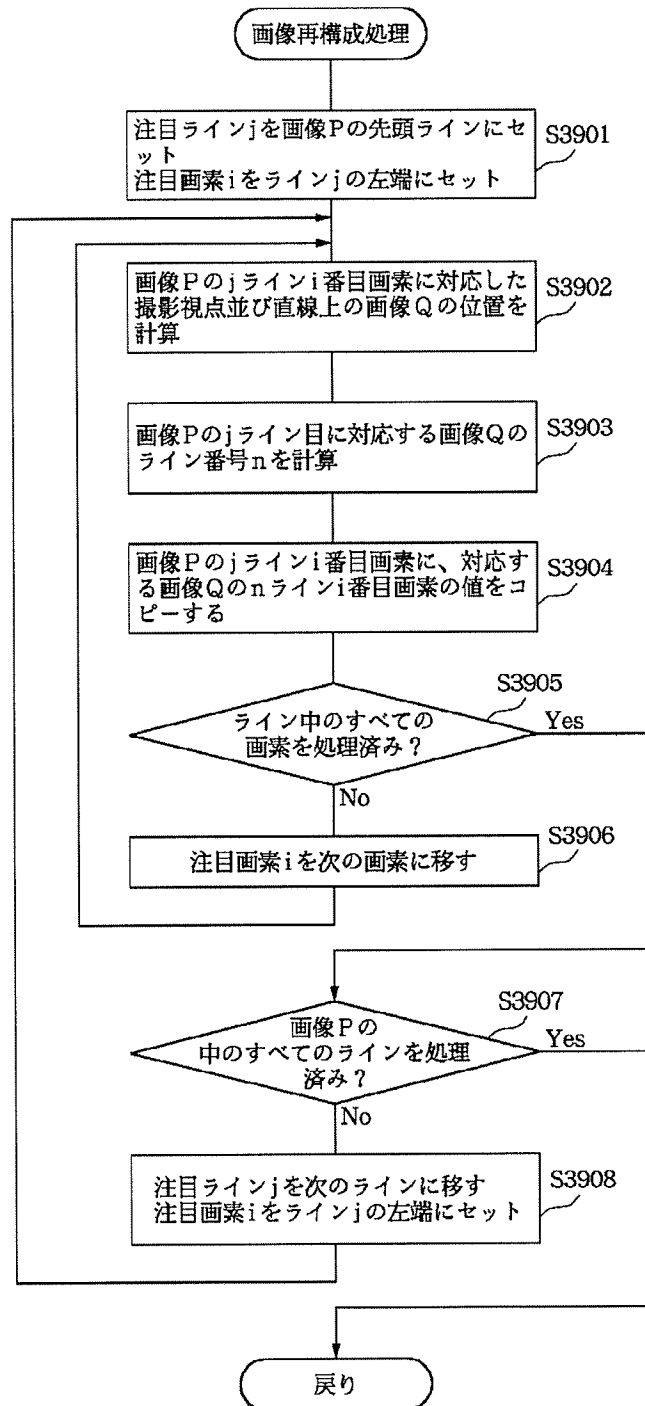 画像再構成処理
注目ラインjを画像Pの先頭ラインにセ
ット
注目画素iをラインjの左端にセット
S3901
画像Pのjラインi番目画素に対応した
撮影視点並び直線上の画像Qの位置を
計算
S3902
画像Pのjライン目に対応する画像Qの
ライン番号nを計算
S3903
画像Pのjラインi番目画素に、対応す
る画像Qのnラインi番目画素の値をコ
ピーする
S3904
ライン中のすべての
画素を処理済み?
S3905
Yes
No
注目画素iを次の画素に移す
S3906
画像Pの
中のすべてのラインを処理
済み?
S3907
Yes
No
注目ラインjを次のラインに移す
注目画素iをラインjの左端にセット
S3908
戻り